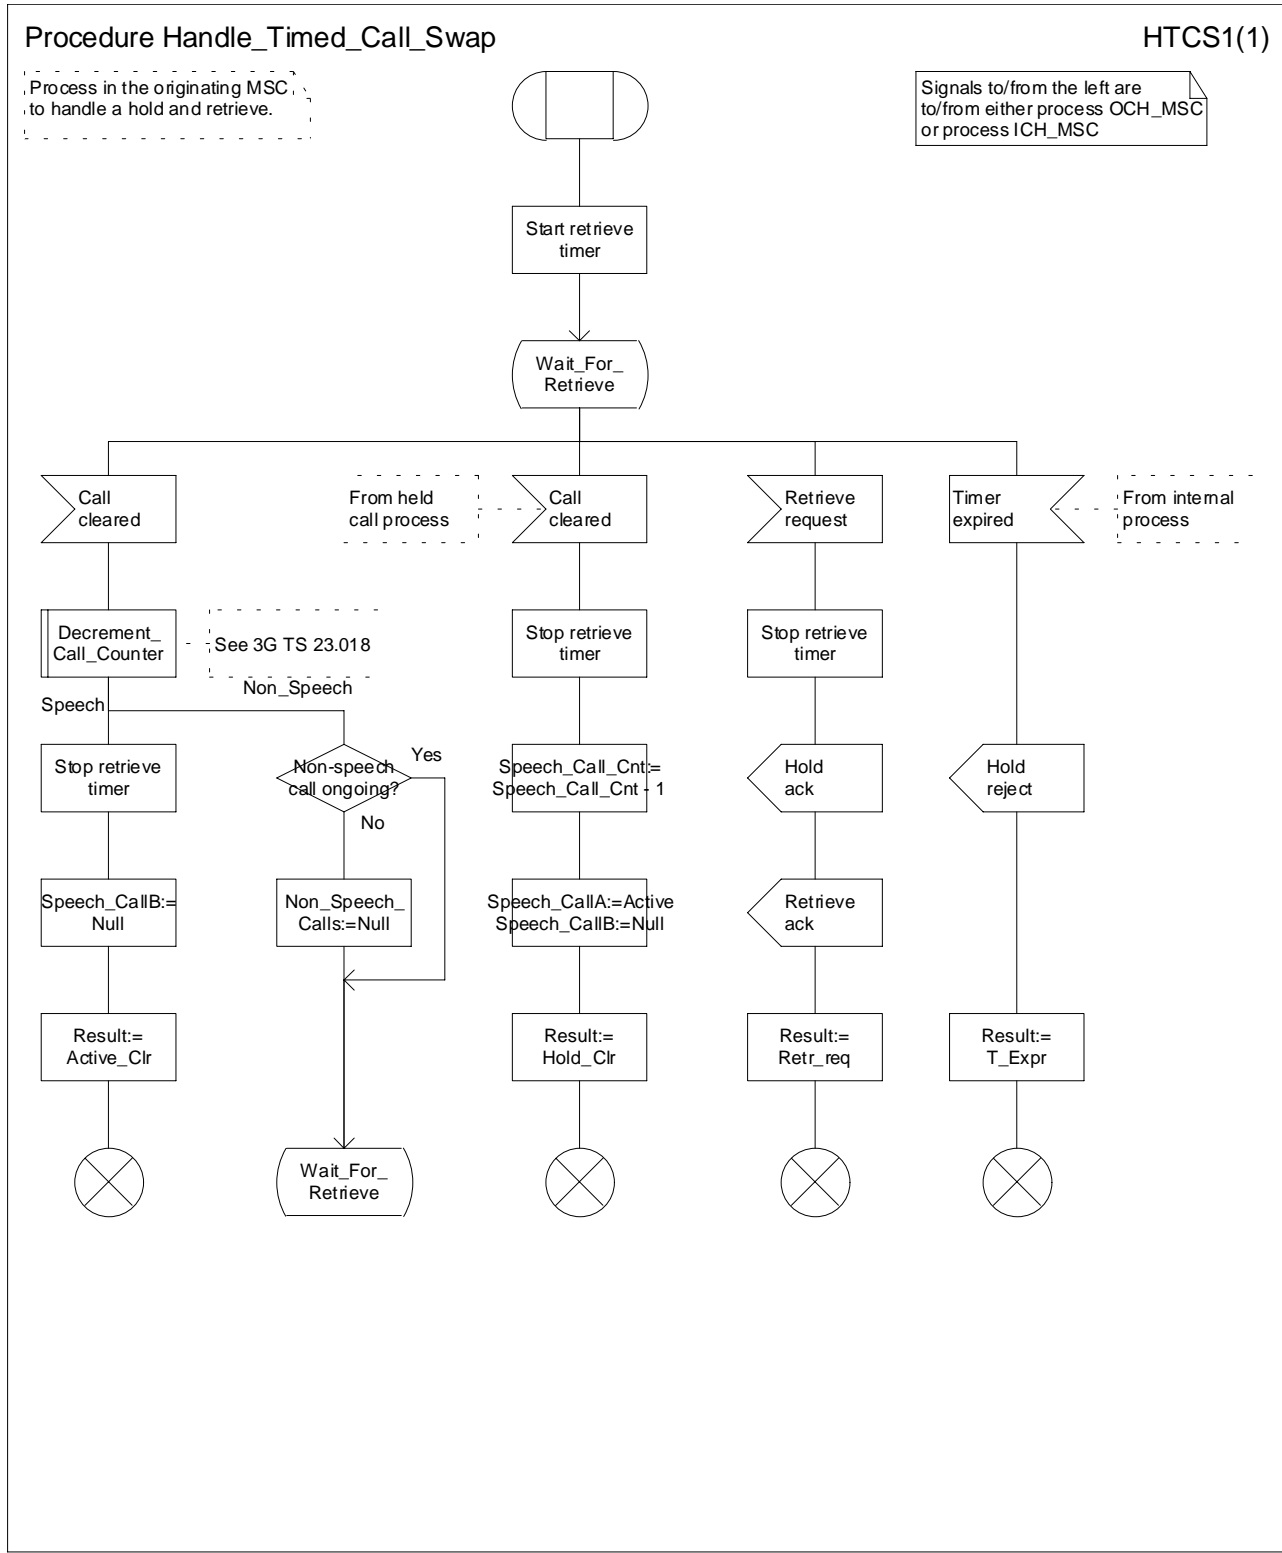 Procedure Handle_Timed_Call_Swap
HTCS1(1)
Process in the originating MSC
to handle a hold and retrieve.
Signals to/from the left are
to/from either process OCH_MSC
or process ICH_MSC
Start retrieve
timer
Wait_For_
Retrieve
Call
cleared
From held
call process
Call
cleared
Retrieve
request
Timer
expired
From internal
process
Decrement_
Call_Counter
See 3G TS 23.018
Stop retrieve
timer
Stop retrieve
timer
Speech
Non_Speech
Stop retrieve
timer
Non-speech
call ongoing?
Yes
No
Speech_Call_Cnt:=
Speech_Call_Cnt - 1
Hold
ack
Hold
reject
Speech_CallB:=
Null
Non_Speech_
Calls:=Null
Speech_CallA:=Active
Speech_CallB:=Null
Retrieve
ack
Result:=
Active_Clr
Result:=
Hold_Clr
Result:=
Retr_req
Result:=
T_Expr
Wait_For_
Retrieve